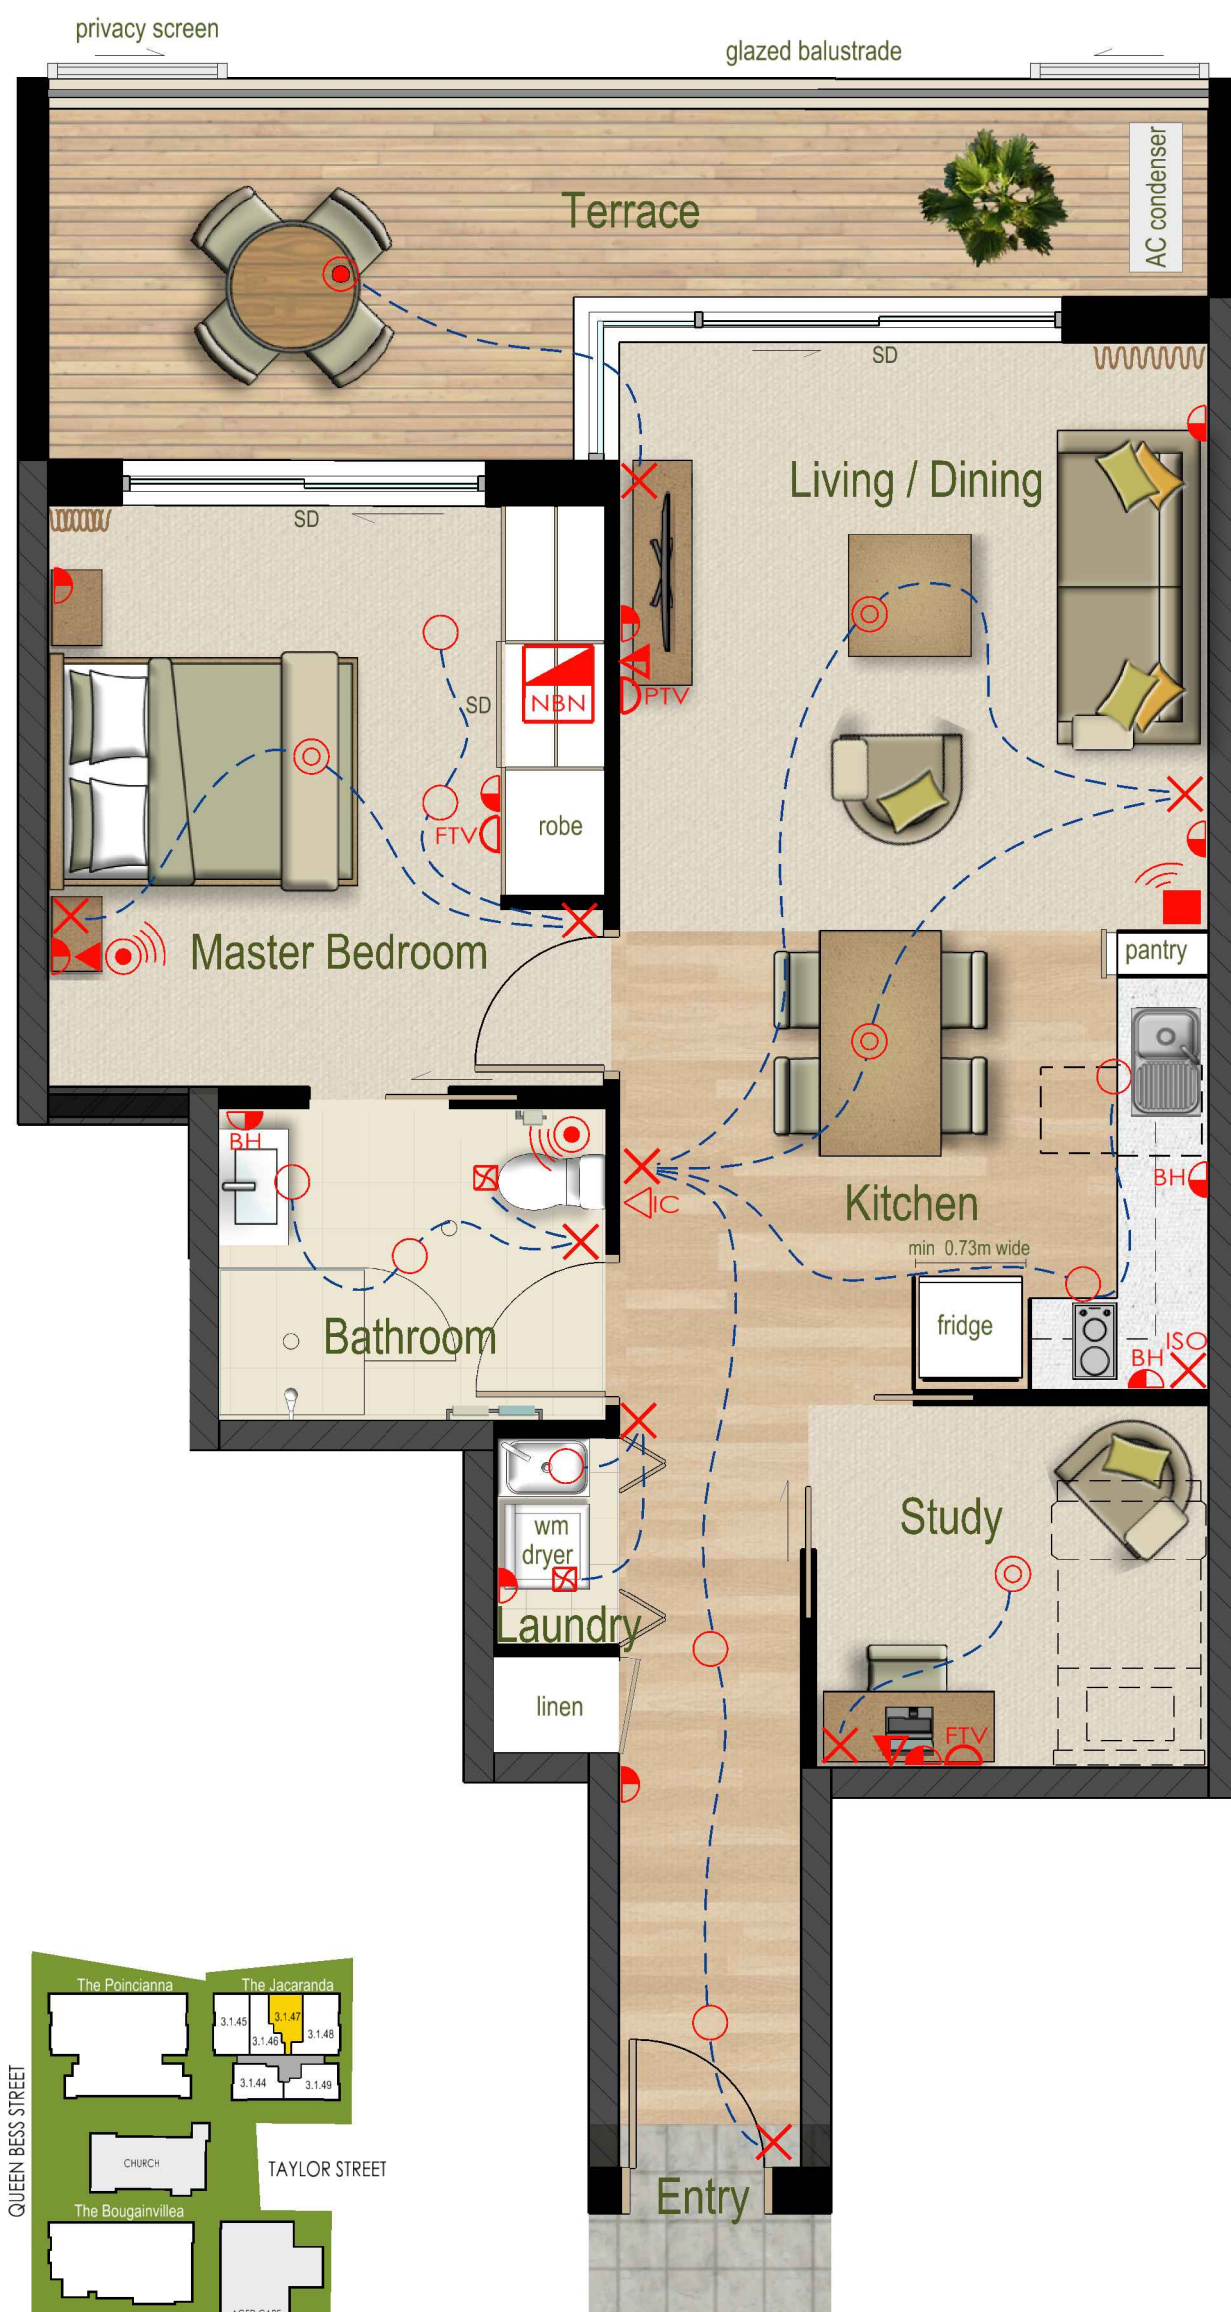 privacy screen
glazed balustrade
AC condenser
Terrace
SD
Living / Dining
SD
PTV
NBN
SD
FTV
robe
Master Bedroom
pantry
BH
BH
IC
Kitchen
min 0.73m wide
fridge
ISO
BH
Bathroom
Study
wm
dryer
Laundry
linen
FTV
Entry
The Poincianna
The Jacaranda
3.1.45
3.1.46
3.1.47
3.1.48
3.1.44
3.1.49
QUEEN BESS STREET
CHURCH
TAYLOR STREET
The Bougainvillea
AGED CARE